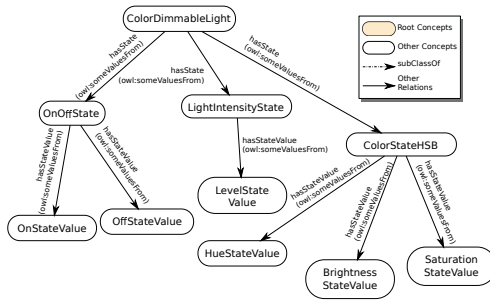 ColorDimmableLight
Root Concepts
Other Concepts
subClassOf
Other
Relations
hasState
(owl:someValuesFrom)
hasState
(owl:someValuesFrom)
hasState
(owl:someValuesFrom)
OnOffState
LightIntensityState
ColorStateHSB
hasStateValue
(owl:someValuesFrom)
hasStateValue
(owl:someValuesFrom)
hasStateValue
(owl:someValuesFrom)
hasStateValue
(owl:someValuesFrom)
hasStateValue
(owl:someValuesFrom)
hasStateValue
(owl:someValuesFrom)
OnStateValue
OffStateValue
LevelState
Value
HueStateValue
Brightness
StateValue
Saturation
StateValue